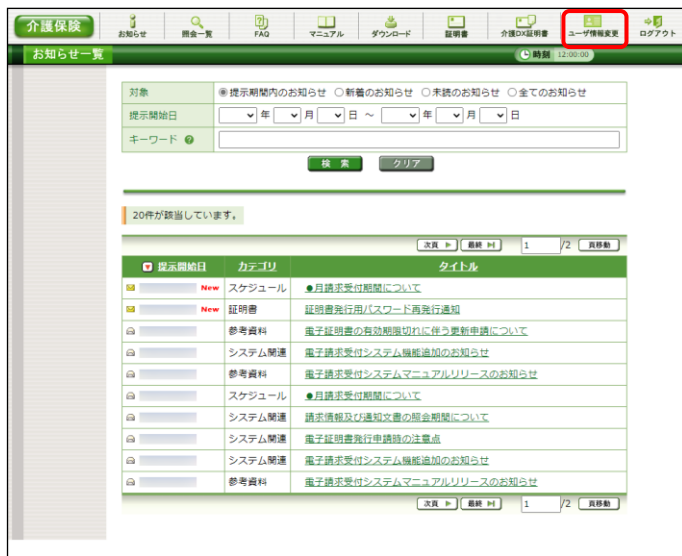 介護保険
お知らせ 照会一覧 FAQ マニュアル ダウンロード 証明書 介護DX証明書 ユーザ情報変更 ログアウト
お知らせ一覧 時刻 12:00:00
対象 提示期間内のお知らせ 新着のお知らせ 未読のお知らせ 全てのお知らせ
提示開始日 年 月 日 ～ 年 月 日
キーワード ?
検索 クリア
20件が該当しています。
次頁 最終 1 /2 頁移動
提示開始日 カテゴリ タイトル
New スケジュール ●月請求受付期間について
New 証明書 証明書発行用パスワード再発行通知
参考資料 電子証明書の有効期限切れに伴う更新申請について
システム関連 電子請求受付システム機能追加のお知らせ
参考資料 電子請求受付システムマニュアルリリースのお知らせ
スケジュール ●月請求受付期間について
システム関連 請求情報及び通知文書の照会期間について
システム関連 電子証明書発行申請時の注意点
システム関連 電子請求受付システム機能追加のお知らせ
参考資料 電子請求受付システムマニュアルリリースのお知らせ
次頁 最終 1 /2 頁移動